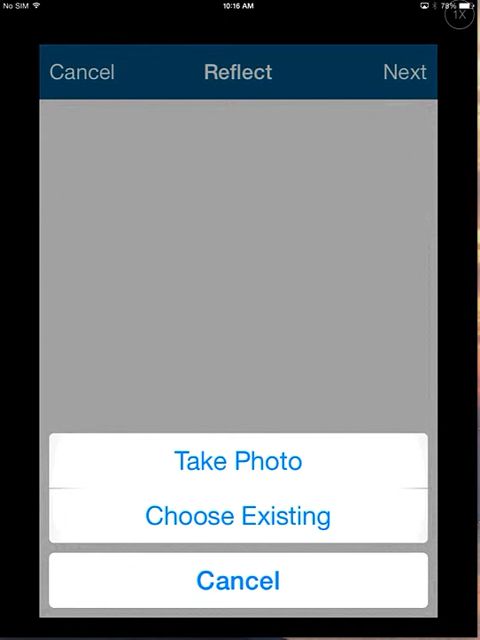 No SIM 10:16 AM 78%
1X
Cancel Reflect Next
Take Photo
Choose Existing
Cancel